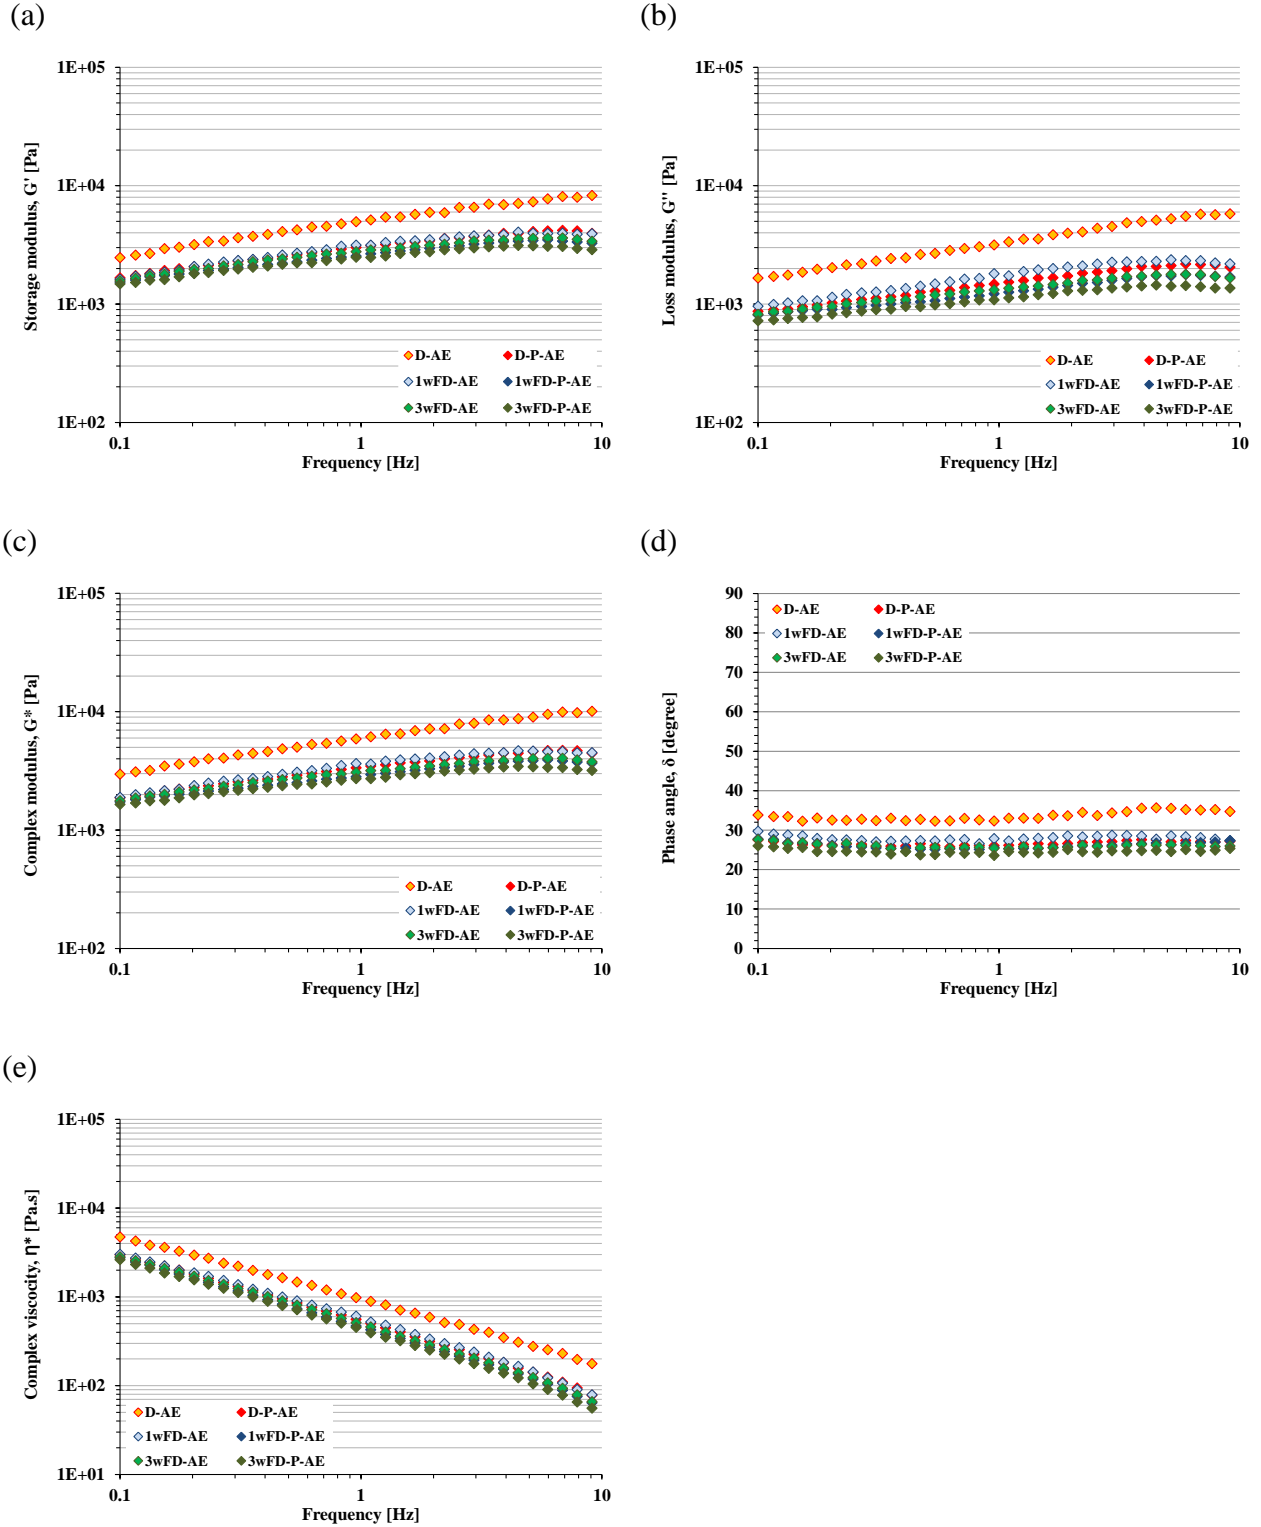 (a)
1E+05
1E+04
1E+03
1E+02
Storage modulus, G' [Pa]
D-AE D-P-AE
1wFD-AE 1wFD-P-AE
3wFD-AE 3wFD-P-AE
0.1 1 10
Frequency [Hz]
(b)
1E+05
1E+04
1E+03
1E+02
Loss modulus, G'' [Pa]
D-AE D-P-AE
1wFD-AE 1wFD-P-AE
3wFD-AE 3wFD-P-AE
0.1 1 10
Frequency [Hz]
(c)
1E+05
1E+04
1E+03
1E+02
Complex modulus, G* [Pa]
D-AE D-P-AE
1wFD-AE 1wFD-P-AE
3wFD-AE 3wFD-P-AE
0.1 1 10
Frequency [Hz]
(d)
90
80
70
60
50
40
30
20
10
0
Phase angle, δ [degree]
D-AE D-P-AE
1wFD-AE 1wFD-P-AE
3wFD-AE 3wFD-P-AE
0.1 1 10
Frequency [Hz]
(e)
1E+05
1E+04
1E+03
1E+02
1E+01
Complex viscocity, η* [Pa.s]
D-AE D-P-AE
1wFD-AE 1wFD-P-AE
3wFD-AE 3wFD-P-AE
0.1 1 10
Frequency [Hz]